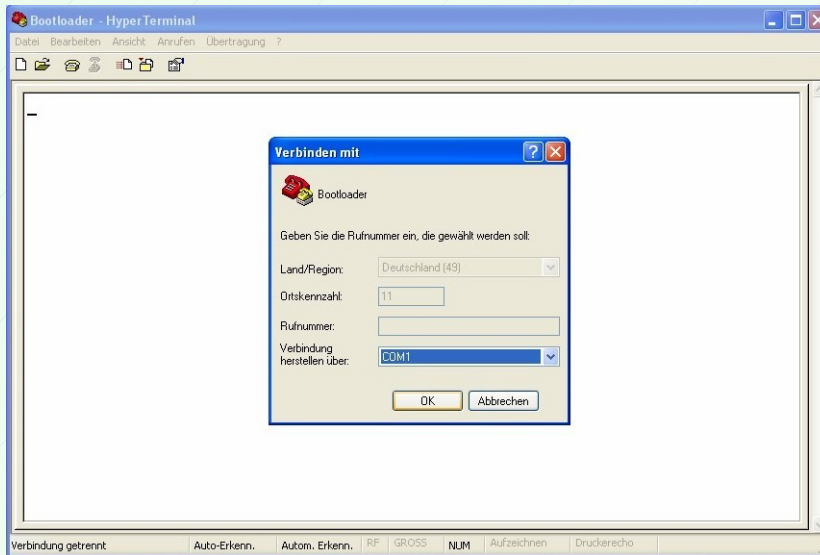 Bootloader - HyperTerminal
Datei Bearbeiten Ansicht Anrufen Übertragung ?
Verbinden mit
Bootloader
Geben Sie die Rufnummer ein, die gewählt werden soll:
Land/Region: Deutschland (49)
Ortskennzahl: 11
Rufnummer:
Verbindung
herstellen über: COM1
OK Abbrechen
Verbindung getrennt Auto-Erkenn. Autom. Erkenn. RF GROSS NUM Aufzeichnen Druckerecho